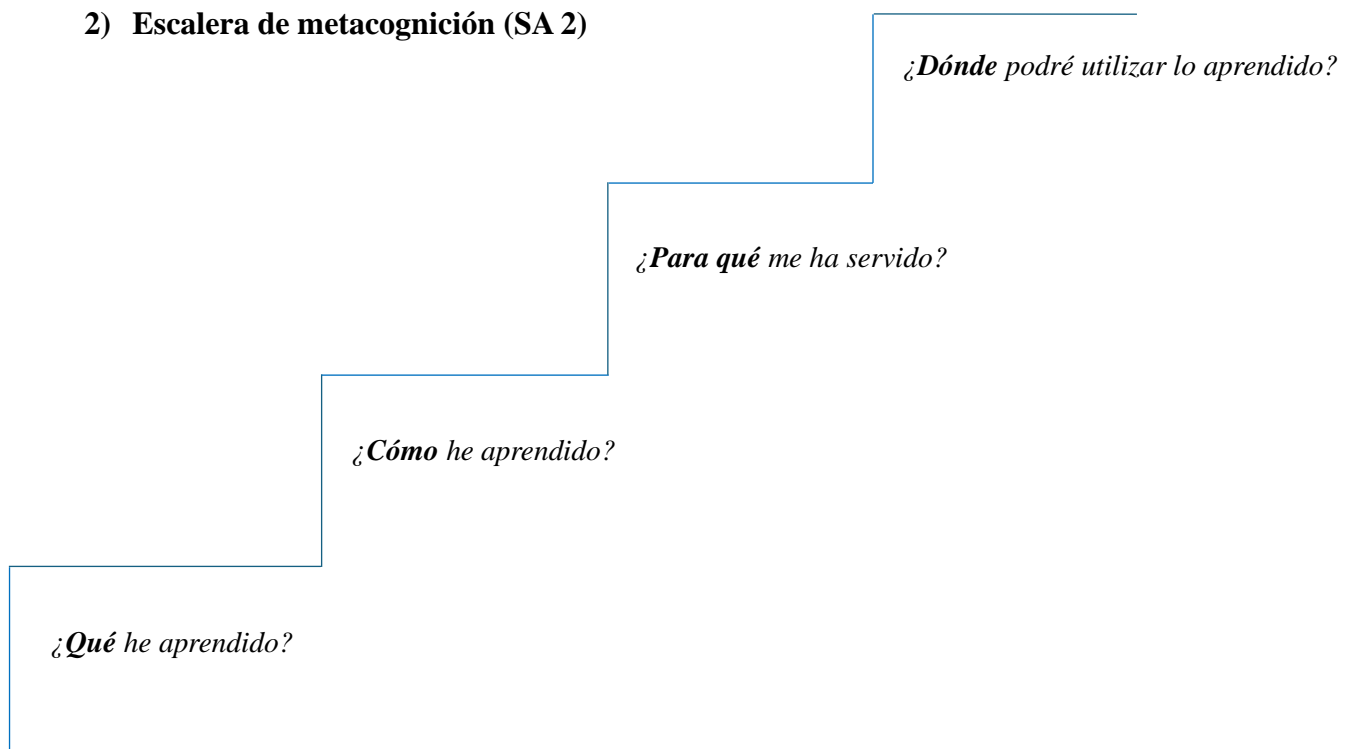 2) Escalera de metacognición (SA 2)
¿Dónde podré utilizar lo aprendido?
¿Para qué me ha servido?
¿Cómo he aprendido?
¿Qué he aprendido?